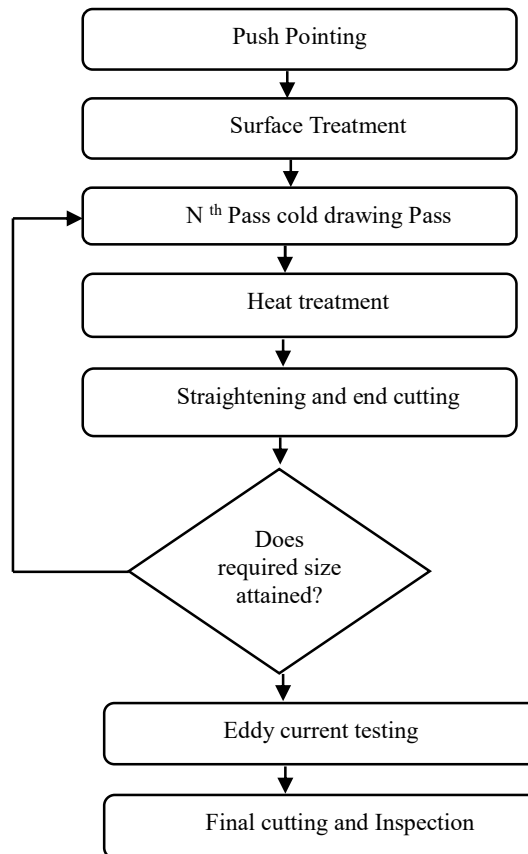 Push Pointing
Surface Treatment
N th Pass cold drawing Pass
Heat treatment
Straightening and end cutting
Does
required size
attained?
Eddy current testing
Final cutting and Inspection